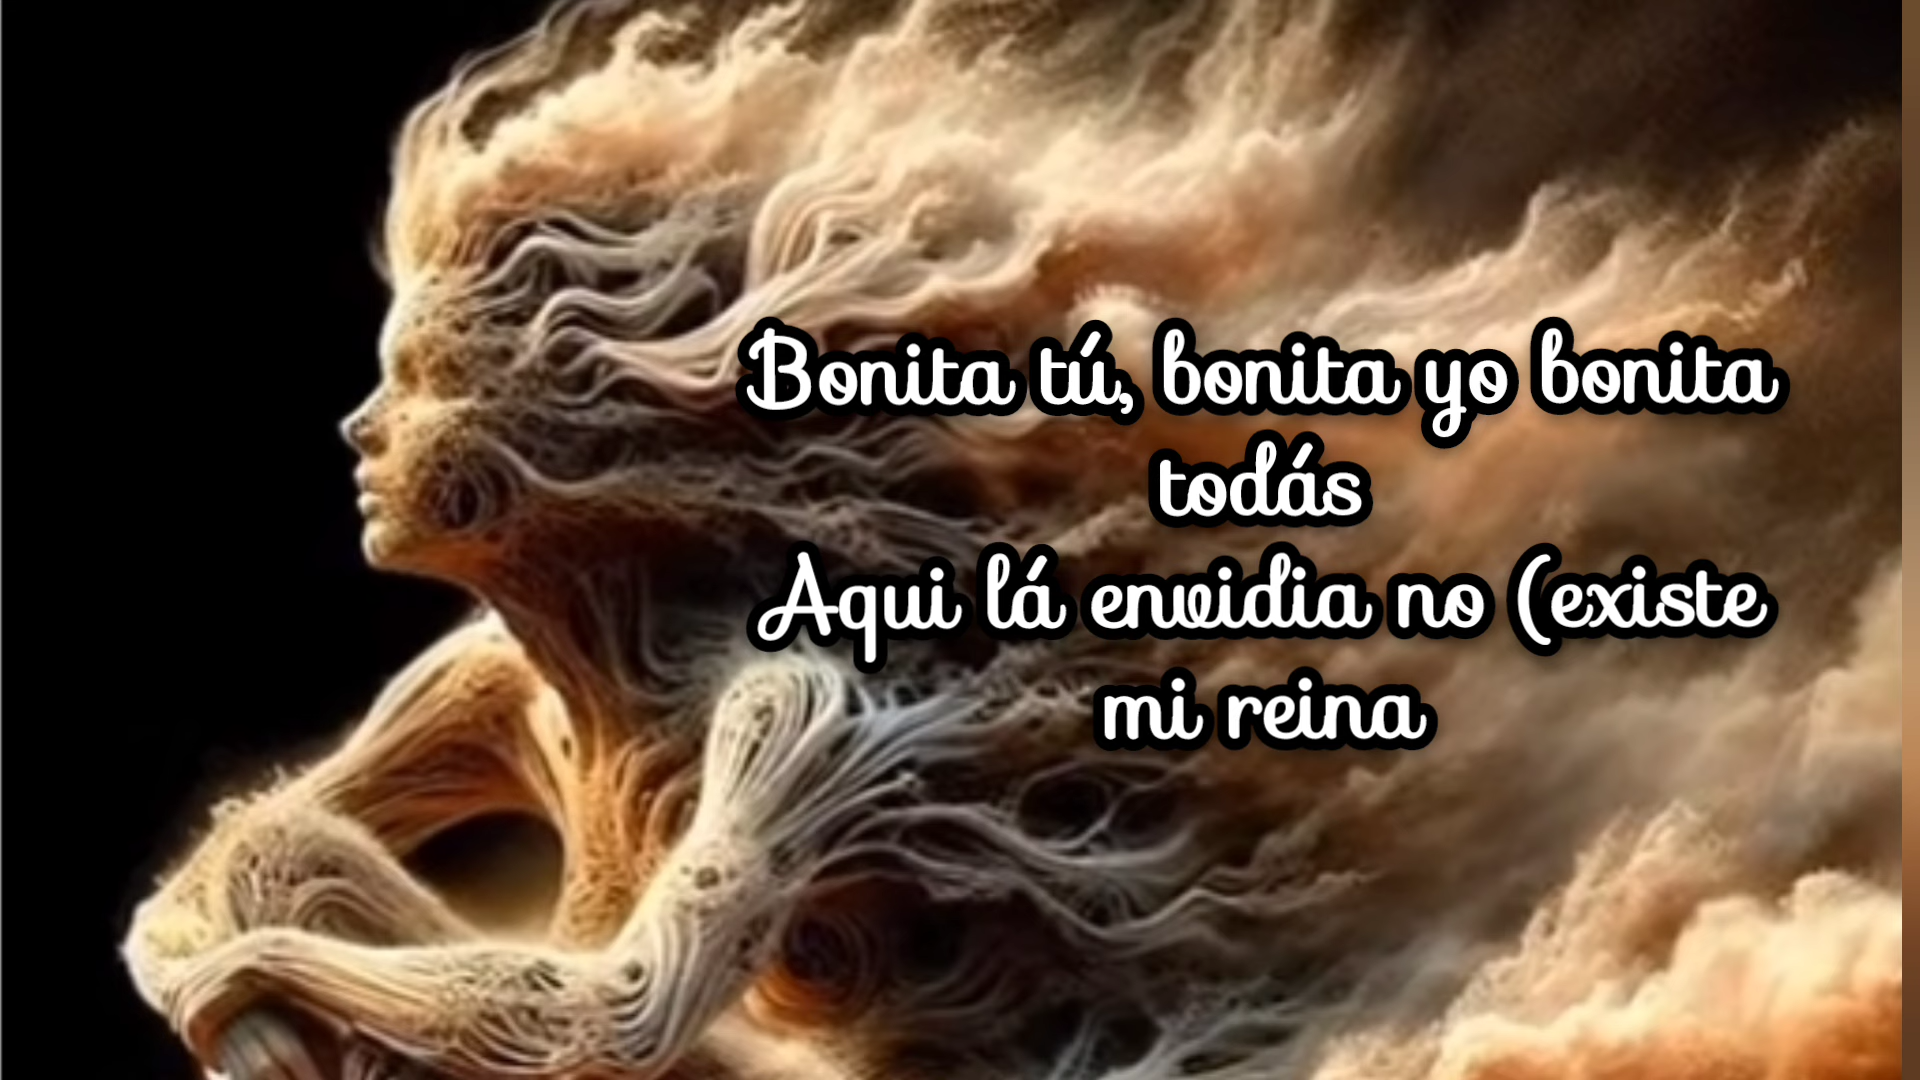 Bonita tú, bonita yo bonita
todás
Aqui lá envidia no (existe
mi reina